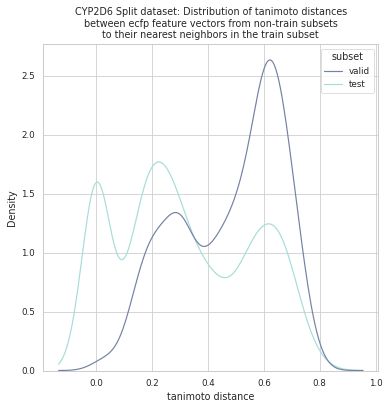 CYP2D6 Split dataset: Distribution of tanimoto distances
between ecfp feature vectors from non-train subsets
to their nearest neighbors in the train subset
subset
valid
test
Density
2.5
2.0
1.5
1.0
0.5
0.0
0.0 0.2 0.4 0.6 0.8 1.0
tanimoto distance